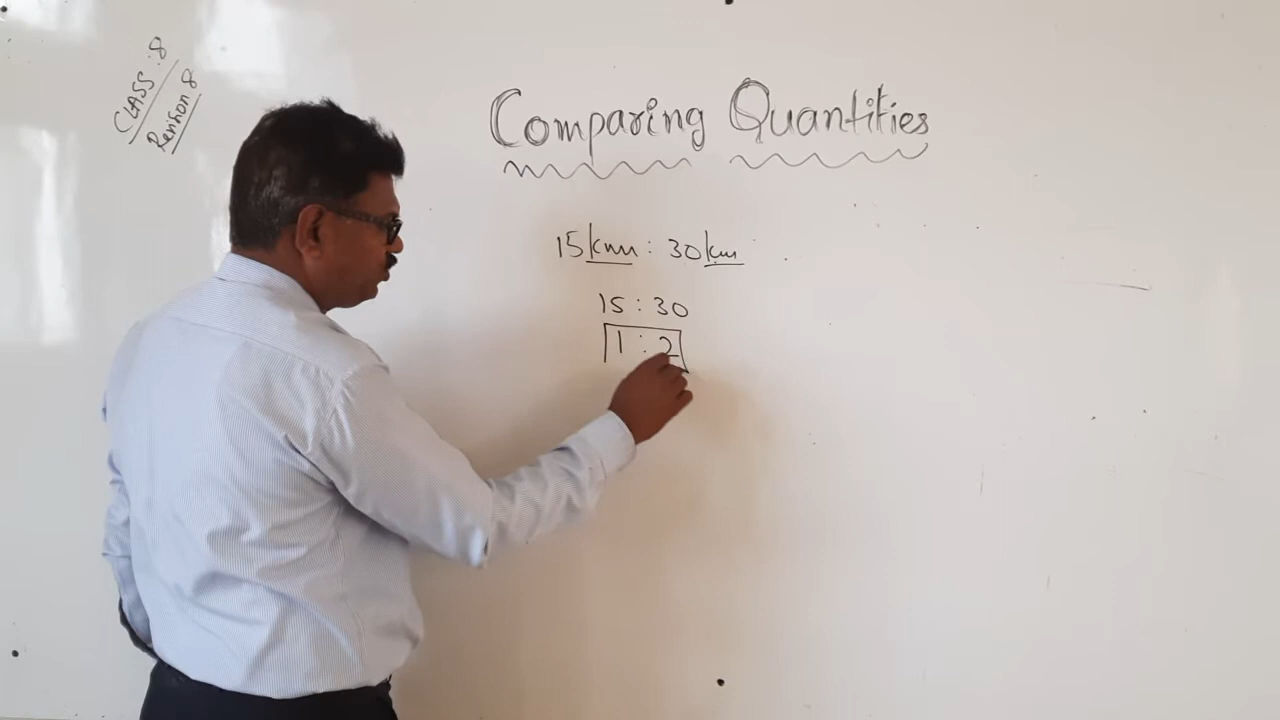 CLASS : 8
Revision 8
Comparing Quantities
15 km : 30 km
15 : 30
1 : 2